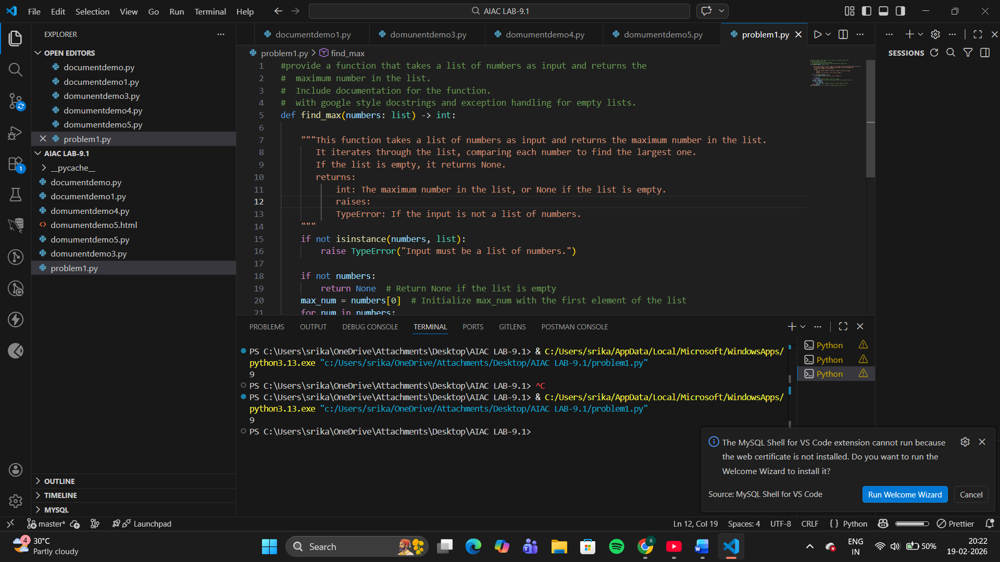 File Edit Selection View Go Run Terminal Help
AIAC LAB-9.1
EXPLORER
OPEN EDITORS
documentdemo.py
documentdemo1.py
domunentdemo3.py
domumentdemo4.py
domumentdemo5.py
problem1.py
AIAC LAB-9.1
__pycache__
documentdemo.py
documentdemo1.py
domumentdemo4.py
domumentdemo5.html
domumentdemo5.py
domunentdemo3.py
problem1.py
OUTLINE
TIMELINE
MYSQL
1
documentdemo1.py domunentdemo3.py domumentdemo4.py domumentdemo5.py problem1.py
problem1.py > find_max
1 #provide a function that takes a list of numbers as input and returns the
2 #  maximum number in the list.
3 #  Include documentation for the function.
4 #  with google style docstrings and exception handling for empty lists.
5 def find_max(numbers: list) -> int:
6
7     """This function takes a list of numbers as input and returns the maximum number in the list.
8        It iterates through the list, comparing each number to find the largest one.
9        If the list is empty, it returns None.
10        returns:
11            int: The maximum number in the list, or None if the list is empty.
12            raises:
13            TypeError: If the input is not a list of numbers.
14     """
15     if not isinstance(numbers, list):
16         raise TypeError("Input must be a list of numbers.")
17
18     if not numbers:
19         return None  # Return None if the list is empty
20     max_num = numbers[0]  # Initialize max_num with the first element of the list
21     for num in numbers:
SESSIONS
PROBLEMS OUTPUT DEBUG CONSOLE TERMINAL PORTS GITLENS POSTMAN CONSOLE
PS C:\Users\srika\OneDrive\Attachments\Desktop\AIAC LAB-9.1> & C:/Users/srika/AppData/Local/Microsoft/WindowsApps/
python3.13.exe "c:/Users/srika/OneDrive/Attachments/Desktop/AIAC LAB-9.1/problem1.py"
9
PS C:\Users\srika\OneDrive\Attachments\Desktop\AIAC LAB-9.1> ^C
PS C:\Users\srika\OneDrive\Attachments\Desktop\AIAC LAB-9.1> & C:/Users/srika/AppData/Local/Microsoft/WindowsApps/
python3.13.exe "c:/Users/srika/OneDrive/Attachments/Desktop/AIAC LAB-9.1/problem1.py"
9
PS C:\Users\srika\OneDrive\Attachments\Desktop\AIAC LAB-9.1>
Python
Python
Python
The MySQL Shell for VS Code extension cannot run because
the web certificate is not installed. Do you want to run the
Welcome Wizard to install it?
Source: MySQL Shell for VS Code
Run Welcome Wizard Cancel
master* Launchpad Ln 12, Col 19 Spaces: 4 UTF-8 CRLF { } Python Prettier
4
30°C
Partly cloudy
Search
ENG
IN
50%
20:22
19-02-2026